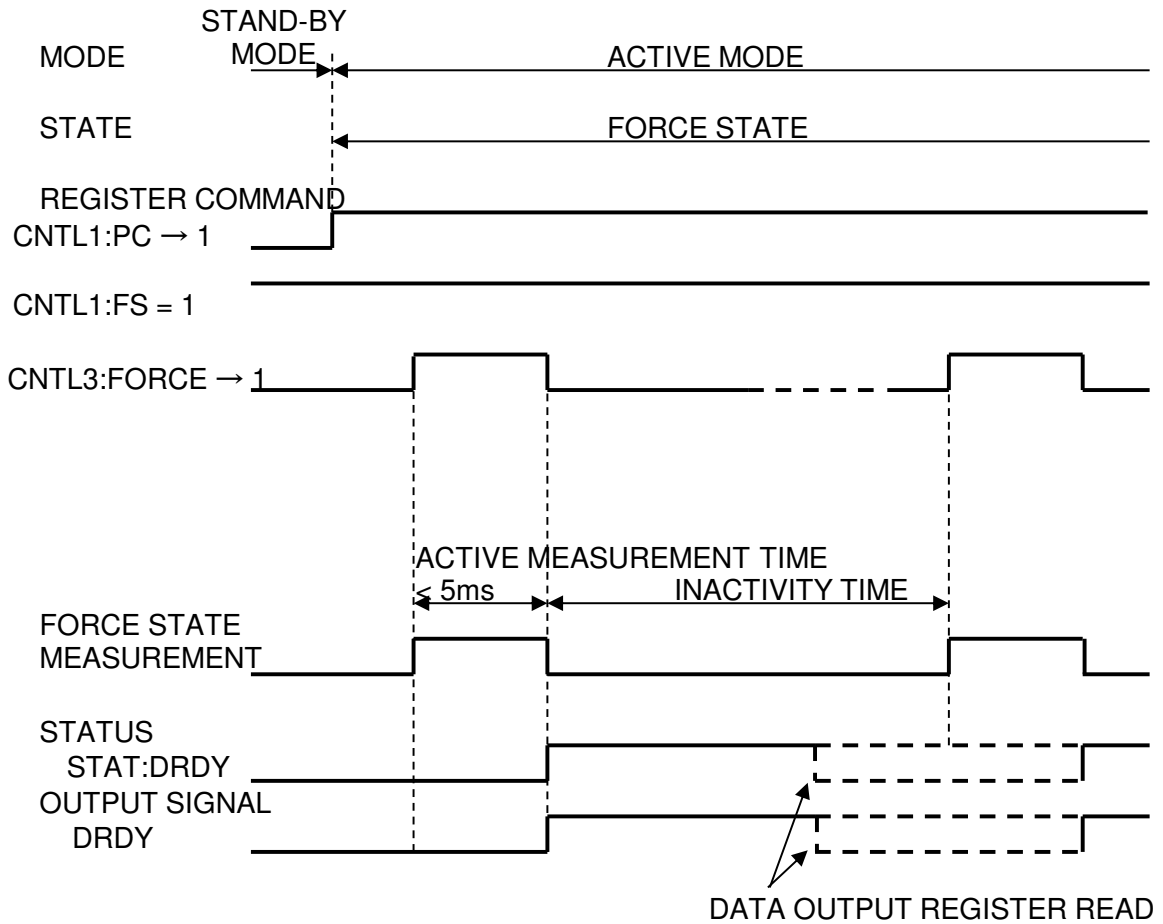 STAND-BY
MODE
MODE
ACTIVE MODE
STATE
FORCE STATE
REGISTER COMMAND
CNTL1:PC → 1
CNTL1:FS = 1
CNTL3:FORCE → 1
ACTIVE MEASUREMENT TIME
< 5ms
INACTIVITY TIME
FORCE STATE
MEASUREMENT
STATUS
STAT:DRDY
OUTPUT SIGNAL
DRDY
DATA OUTPUT REGISTER READ